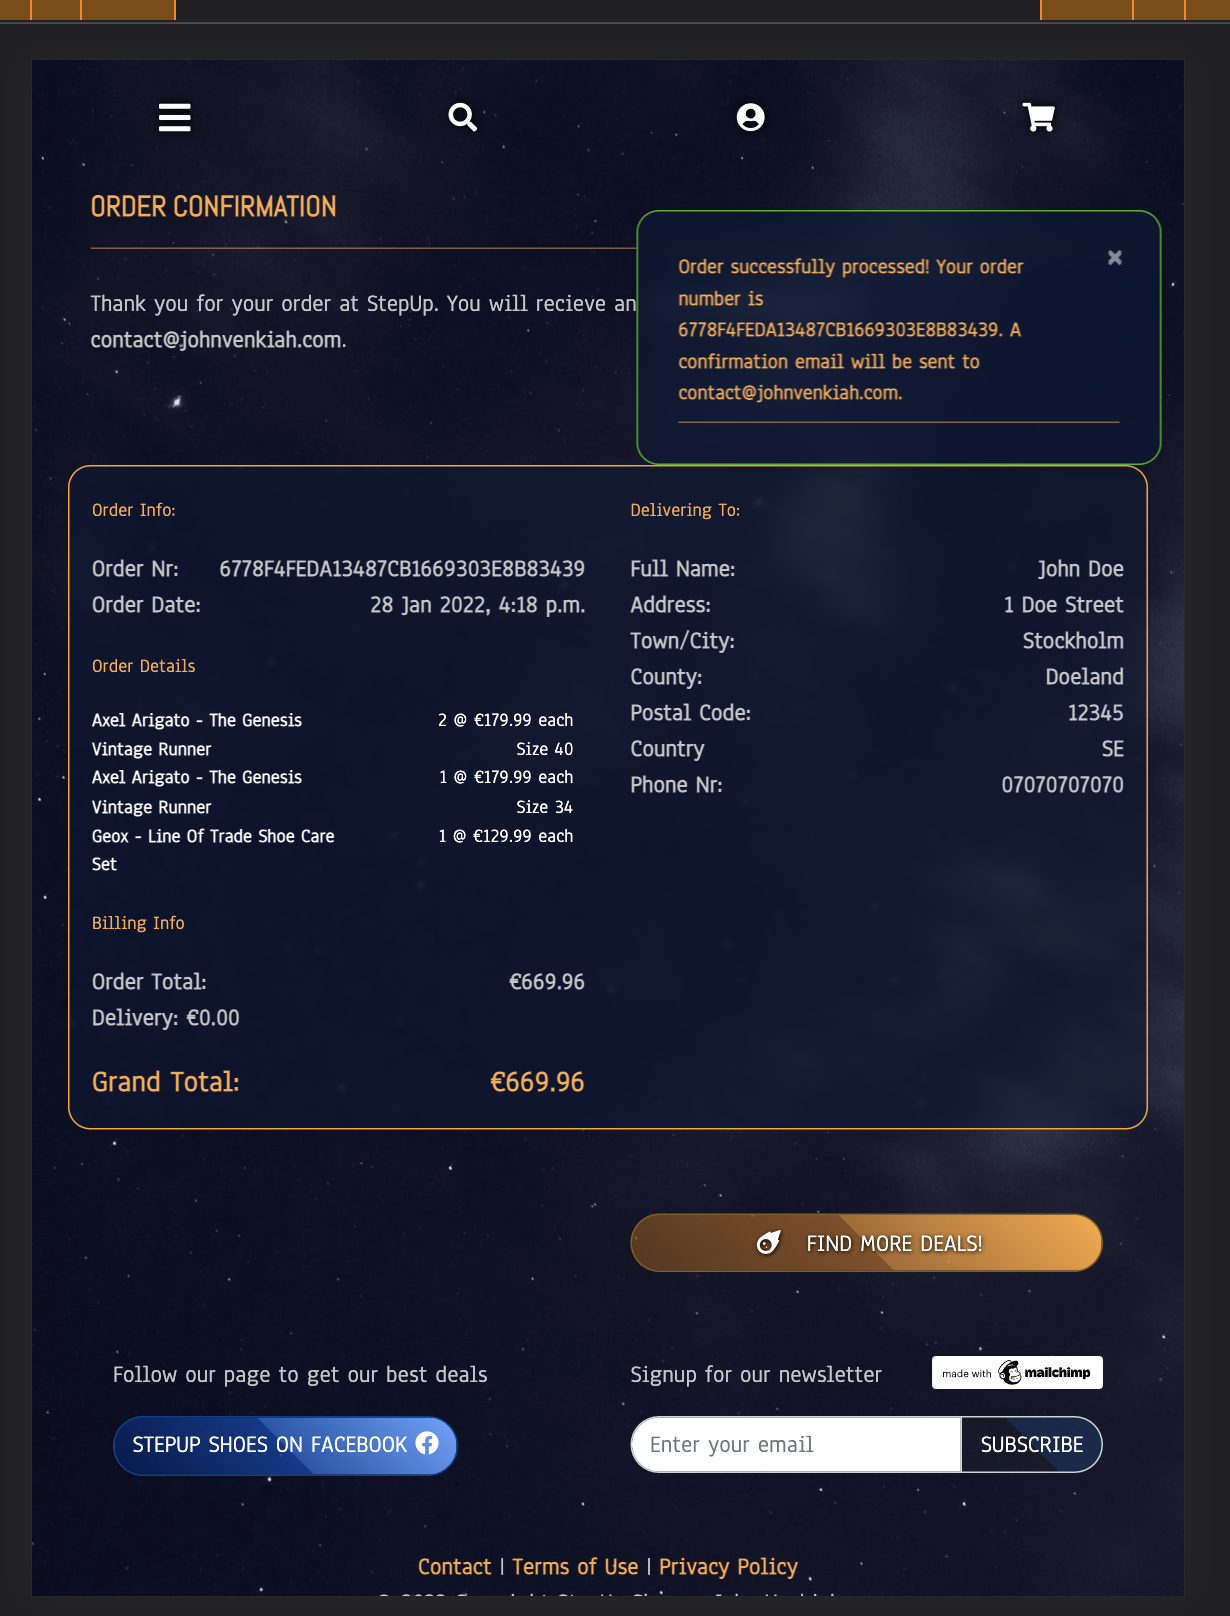 ORDER CONFIRMATION
Thank you for your order at StepUp. You will recieve an
contact@johnvenkiah.com.
Order successfully processed! Your order
number is
6778F4FEDA13487CB1669303E8B83439. A
confirmation email will be sent to
contact@johnvenkiah.com.
Order Info:
Order Nr: 6778F4FEDA13487CB1669303E8B83439
Order Date: 28 Jan 2022, 4:18 p.m.
Order Details
Axel Arigato - The Genesis 2 @ €179.99 each
Vintage Runner Size 40
Axel Arigato - The Genesis 1 @ €179.99 each
Vintage Runner Size 34
Geox - Line Of Trade Shoe Care 1 @ €129.99 each
Set
Billing Info
Order Total: €669.96
Delivery: €0.00
Grand Total: €669.96
Delivering To:
Full Name: John Doe
Address: 1 Doe Street
Town/City: Stockholm
County: Doeland
Postal Code: 12345
Country SE
Phone Nr: 07070707070
FIND MORE DEALS!
Follow our page to get our best deals
STEPUP SHOES ON FACEBOOK
Signup for our newsletter
made with mailchimp
Enter your email SUBSCRIBE
Contact | Terms of Use | Privacy Policy